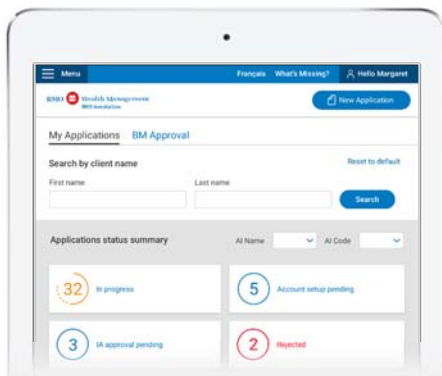 Menu Français What's Missing? Hello Margaret
BMO Wealth Management
New Application
My Applications BM Approval
Search by client name Reset to default
First name Last name
Search
Applications status summary AI Name AI Code
32 In progress
5 Account setup pending
3 IA approval pending
2 Rejected